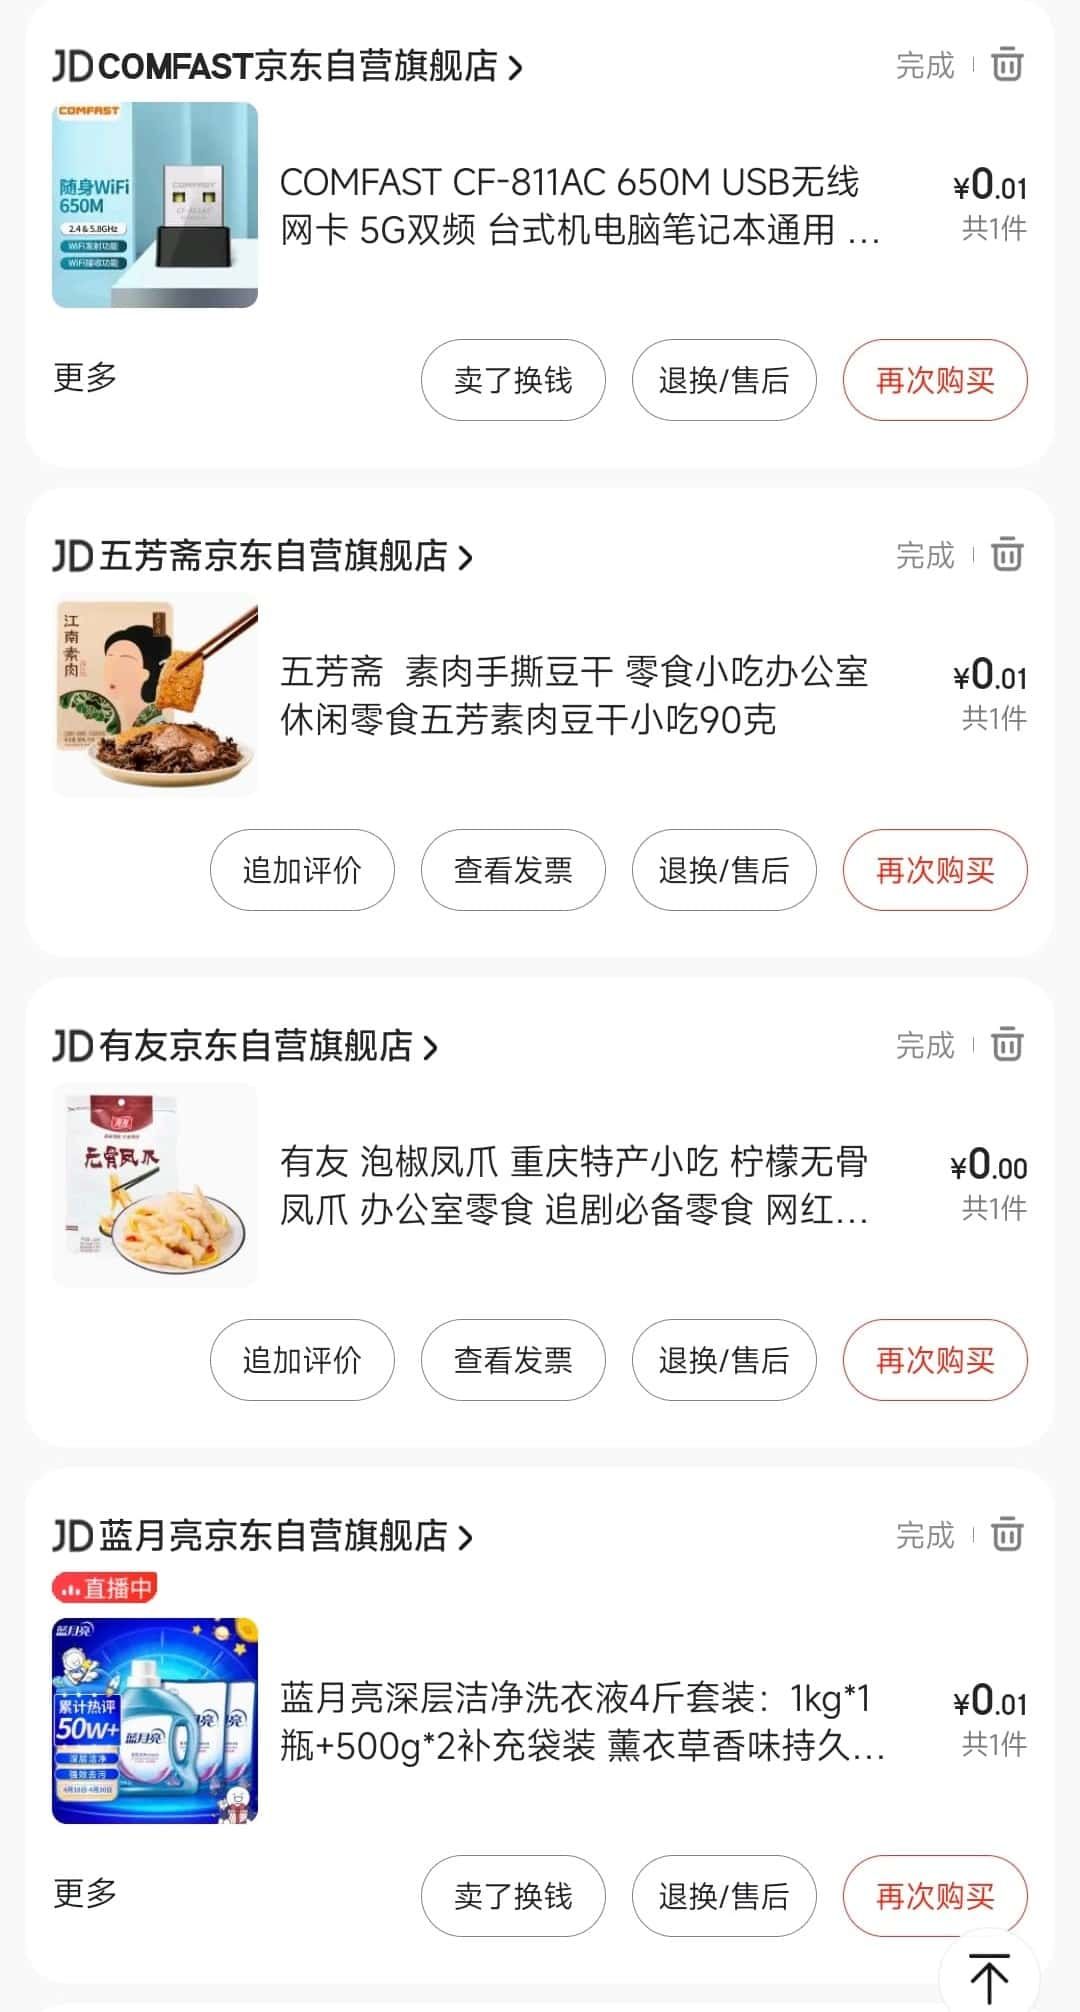 JD COMFAST京东自营旗舰店
完成
COMFAST
随身WiFi
650M
2.4 & 5.8GHz
WiFi发射功能
WiFi接收功能
COMFAST CF-811AC 650M USB无线
网卡 5G双频 台式机电脑笔记本通用 ...
¥0.01
共1件
更多
卖了换钱
退换/售后
再次购买
JD 五芳斋京东自营旗舰店
完成
江南素肉
五芳斋 素肉手撕豆干 零食小吃办公室
休闲零食五芳素肉豆干小吃90克
¥0.01
共1件
追加评价
查看发票
退换/售后
再次购买
JD 有友京东自营旗舰店
完成
无骨凤爪
有友 泡椒凤爪 重庆特产小吃 柠檬无骨
凤爪 办公室零食 追剧必备零食 网红...
¥0.00
共1件
追加评价
查看发票
退换/售后
再次购买
JD 蓝月亮京东自营旗舰店
完成
直播中
蓝月亮
累计热评
50W+
深层洁净
强效去污
蓝月亮
蓝月亮深层洁净洗衣液4斤套装：1kg*1
瓶+500g*2补充袋装 薰衣草香味持久...
¥0.01
共1件
更多
卖了换钱
退换/售后
再次购买